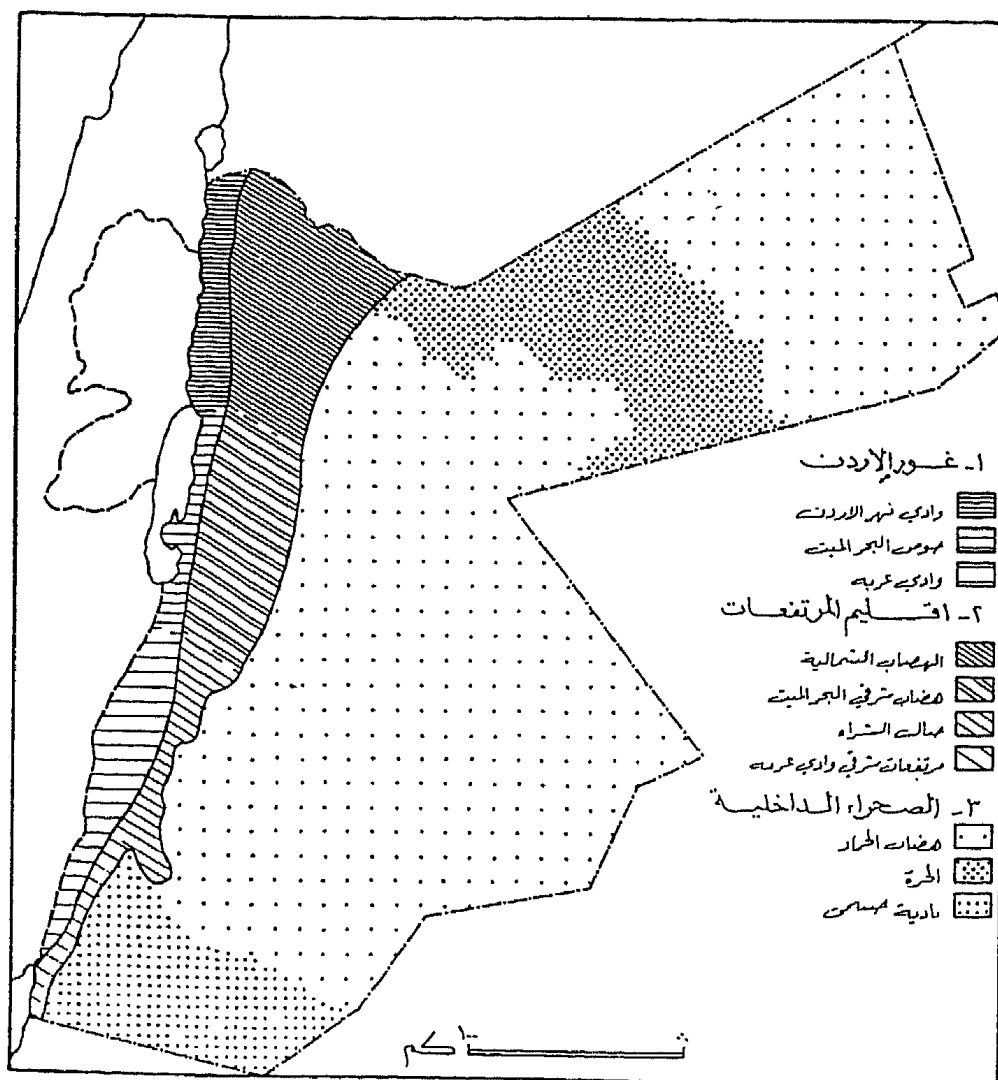 ١- غور الأردن
وادي نهر الأردن
حوض البحر الميت
وادي عربه
٢- اقليم المرتفعات
الهضاب الشمالية
هضاب شرقي البحر الميت
جبال الشراه
مرتفعات شرقي وادي عربه
٣- الصحراء الداخلية
هضاب الحماد
الحرة
بادية حسمى
١٠٠ كم